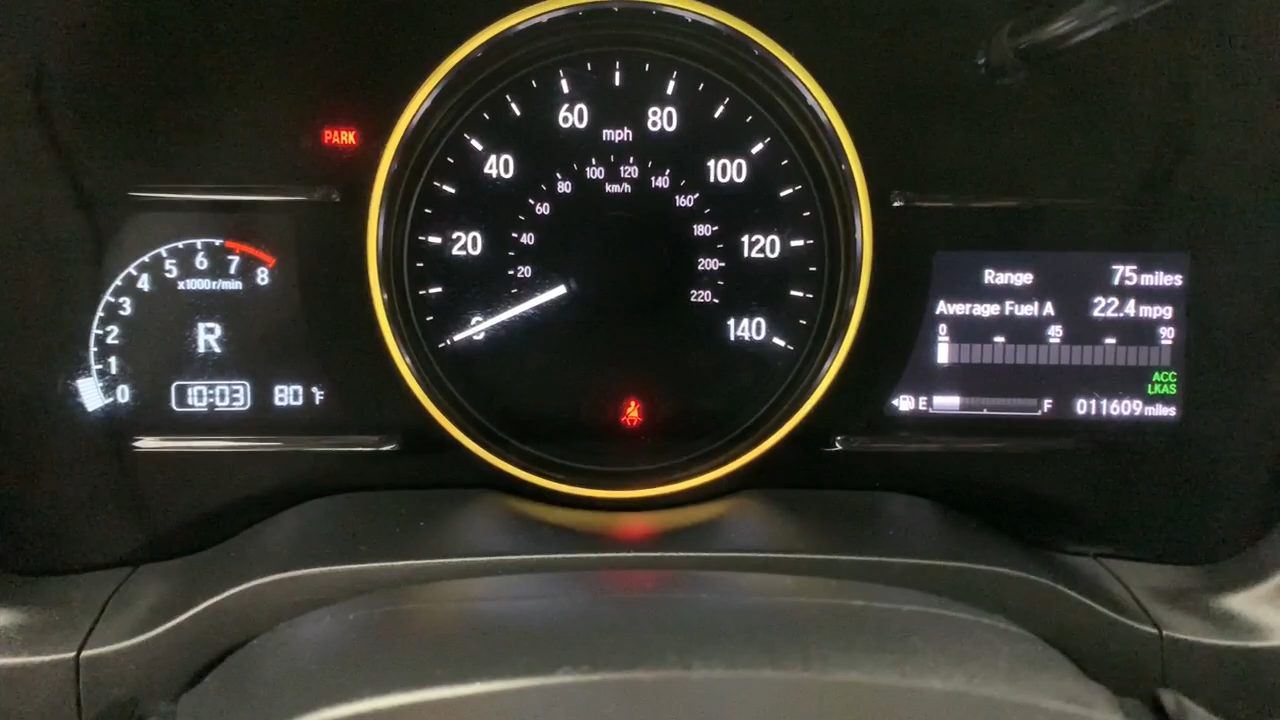 PARK
8
7
6
5
4
3
2
1
0
x1000r/min
R
10:03
80 °F
0
20
40
60
80
100
120
140
mph
20
40
60
80
100
120
140
160
180
200
220
km/h
Range 75 miles
Average Fuel A 22.4 mpg
0 45 90
ACC
LKAS
E F 011609 miles